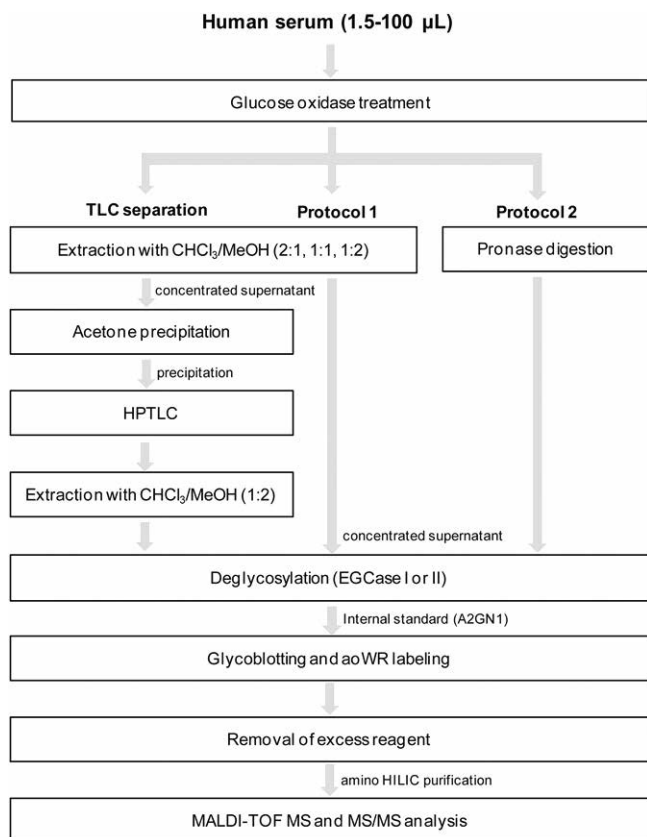 Human serum (1.5-100 μL)
Glucose oxidase treatment
TLC separation
Protocol 1
Protocol 2
Extraction with CHCl₃/MeOH (2:1, 1:1, 1:2)
Pronase digestion
concentrated supernatant
Acetone precipitation
precipitation
HPTLC
Extraction with CHCl₃/MeOH (1:2)
concentrated supernatant
Deglycosylation (EGCase I or II)
Internal standard (A2GN1)
Glycoblotting and aoWR labeling
Removal of excess reagent
amino HILIC purification
MALDI-TOF MS and MS/MS analysis